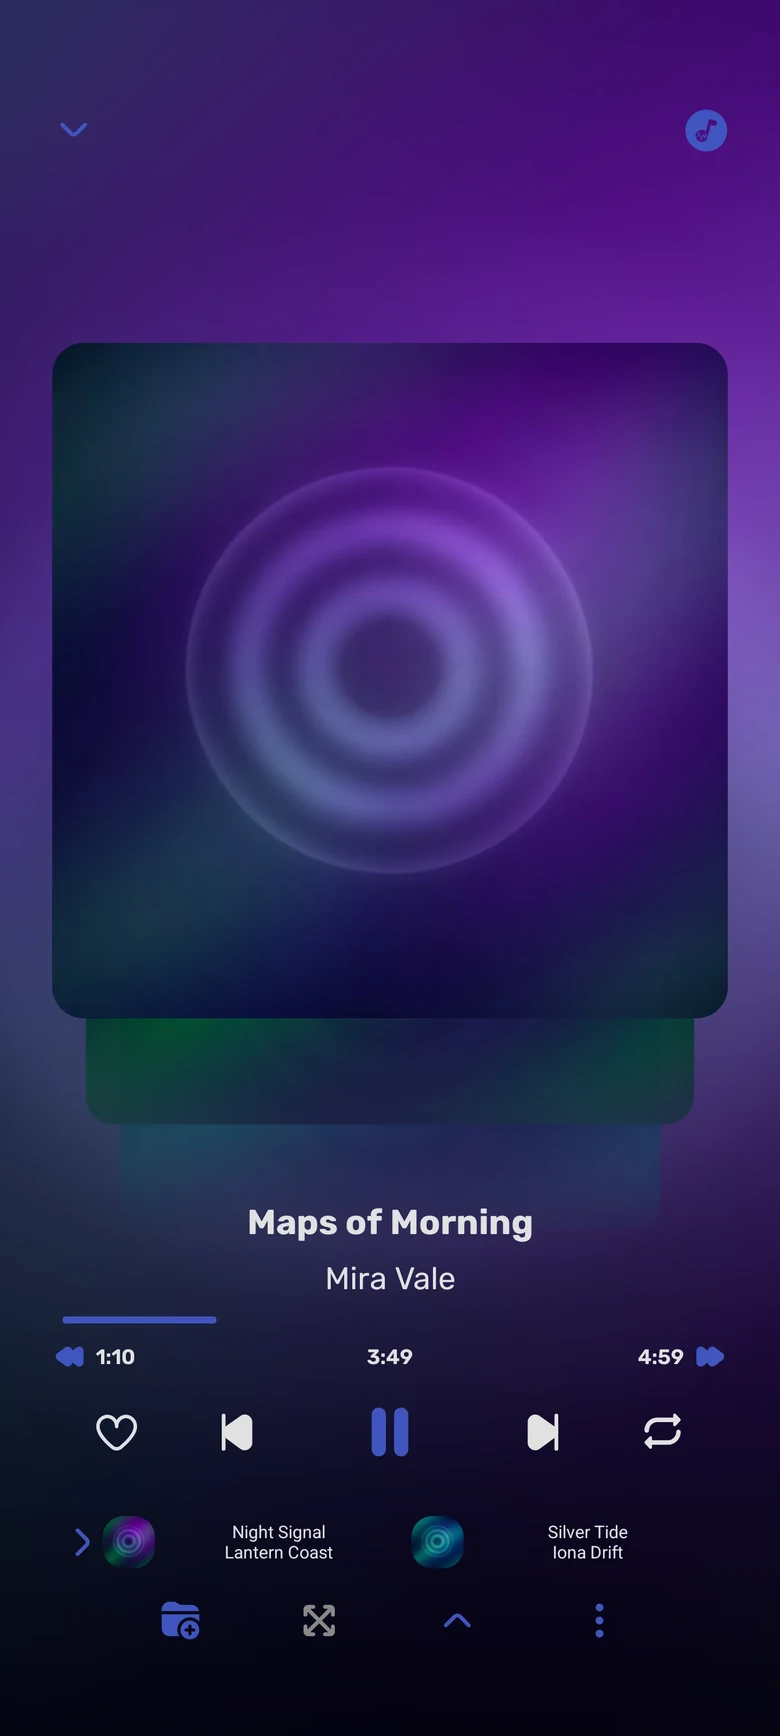 Maps of Morning
Mira Vale
1:10 3:49 4:59
Night Signal
Lantern Coast
Silver Tide
Iona Drift